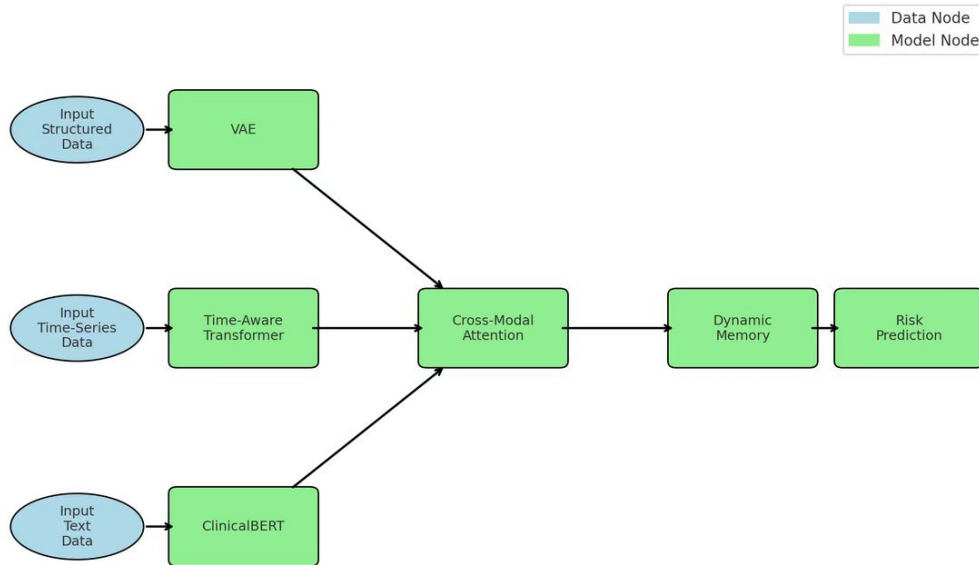 Data Node
Model Node
Input
Structured
Data
VAE
Input
Time-Series
Data
Time-Aware
Transformer
Cross-Modal
Attention
Dynamic
Memory
Risk
Prediction
Input
Text
Data
ClinicalBERT